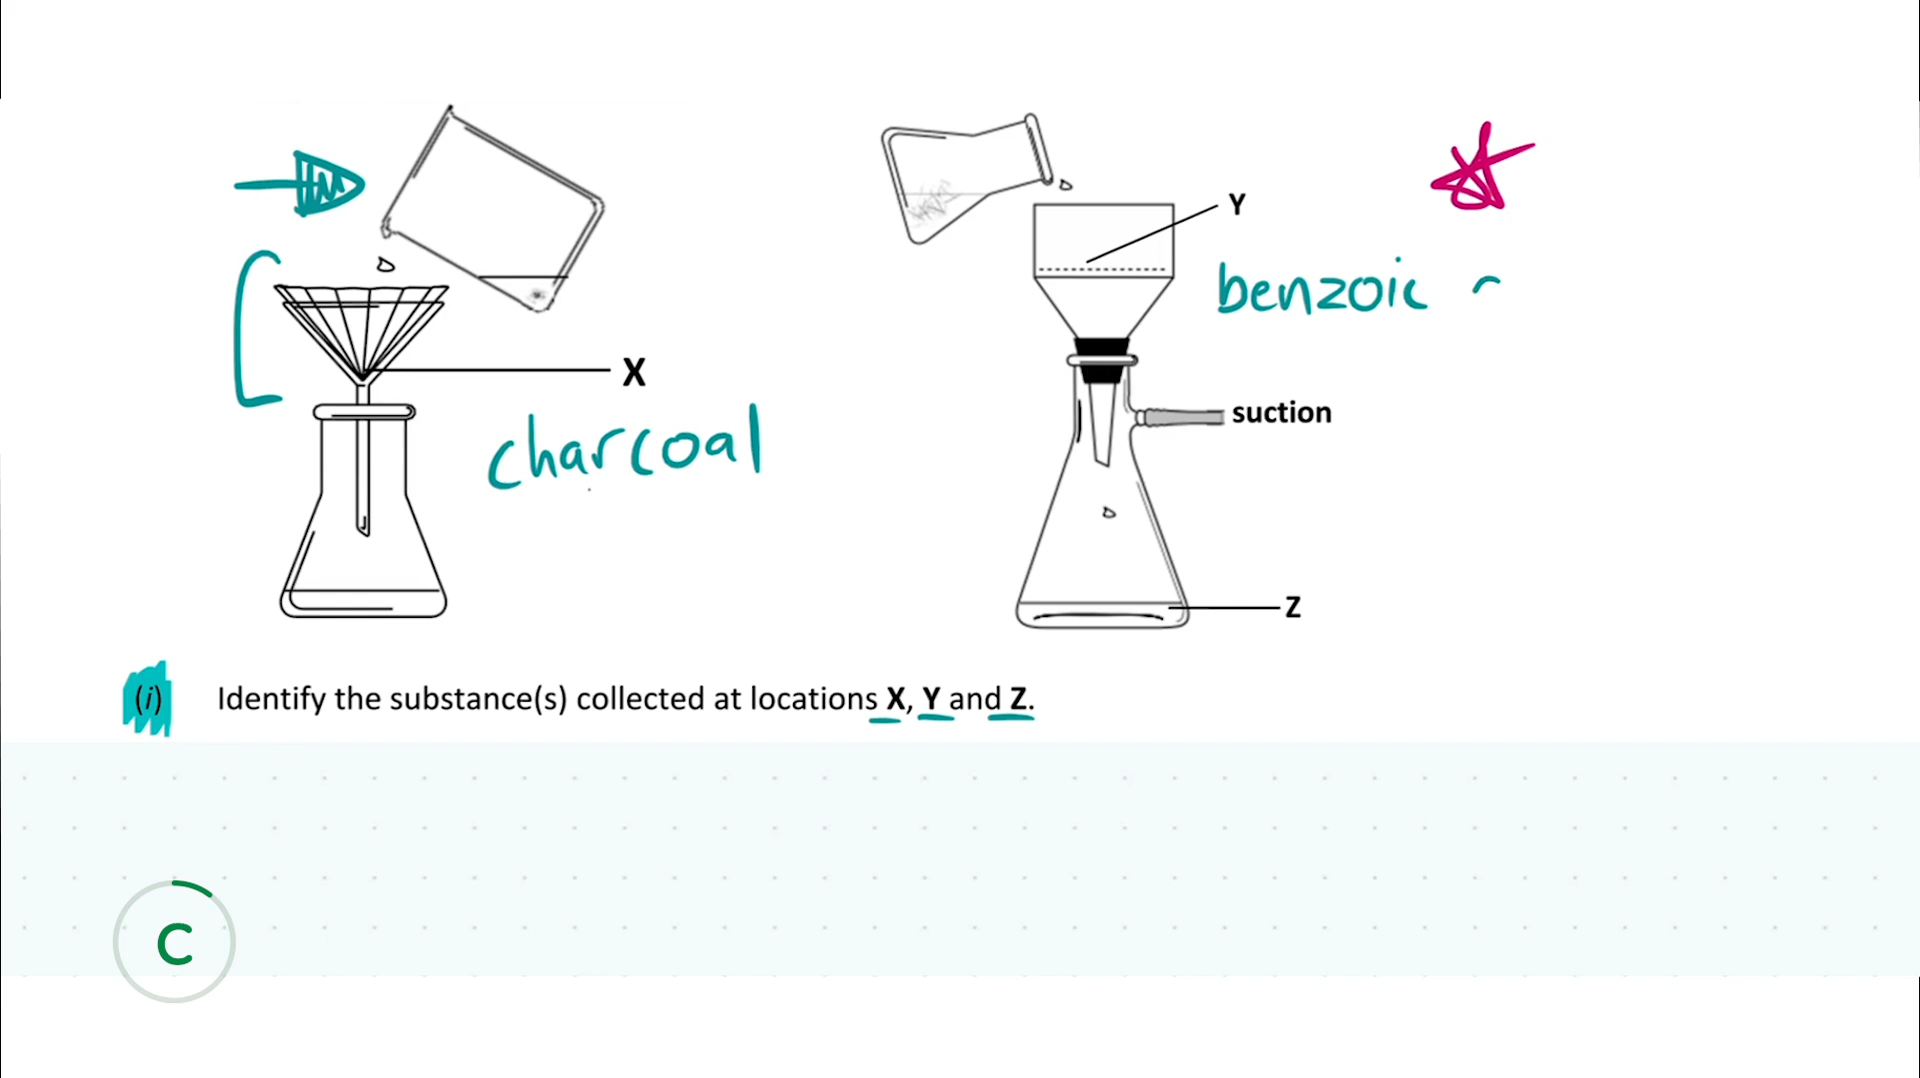 Y
benzoic
X
suction
charcoal
Z
(i) Identify the substance(s) collected at locations X, Y and Z.
C